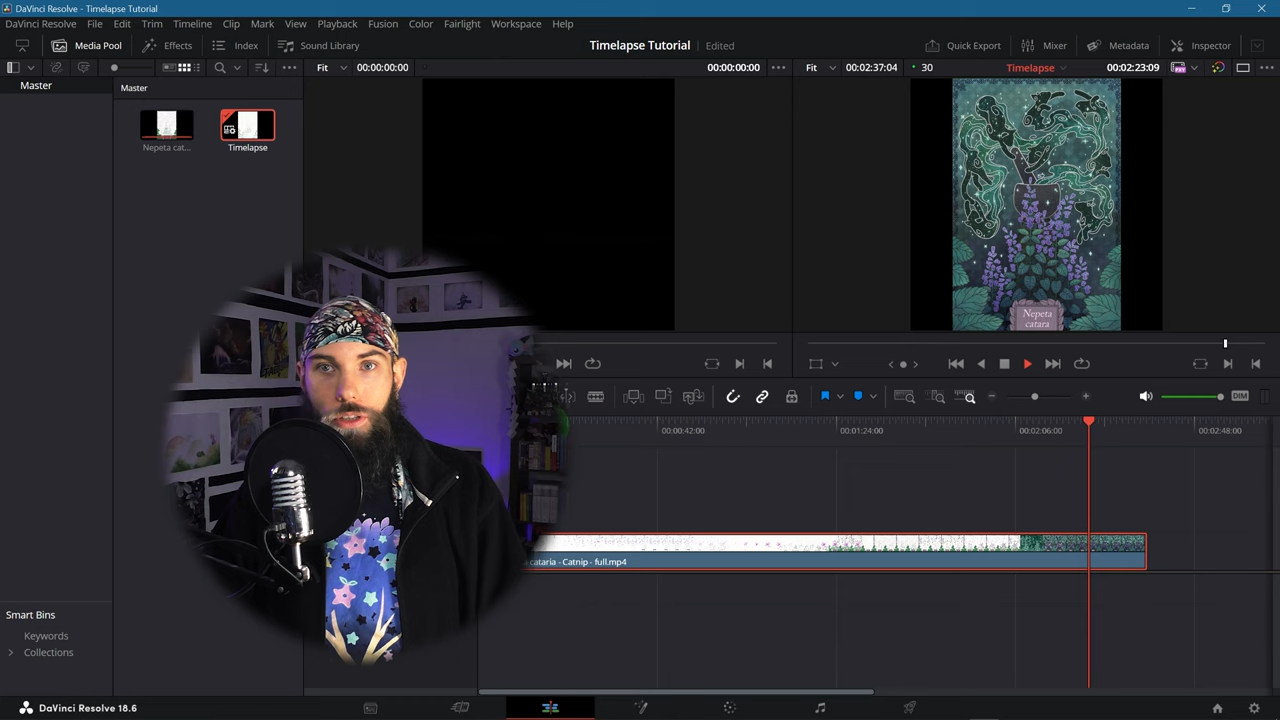 DaVinci Resolve - Timelapse Tutorial
DaVinci Resolve File Edit Trim Timeline Clip Mark View Playback Fusion Color Fairlight Workspace Help
Media Pool Effects Index Sound Library Timelapse Tutorial Edited Quick Export Mixer Metadata Inspector
Fit 00:00:00:00 00:00:00:00 Fit 00:02:37:04 30 Timelapse 00:02:23:09
Master Master
Nepeta cat... Timelapse
Nepeta
catara
DIM
00:00:42:00 00:01:24:00 00:02:06:00 00:02:48:00
cataria - Catnip - full.mp4
Smart Bins
Keywords
Collections
DaVinci Resolve 18.6